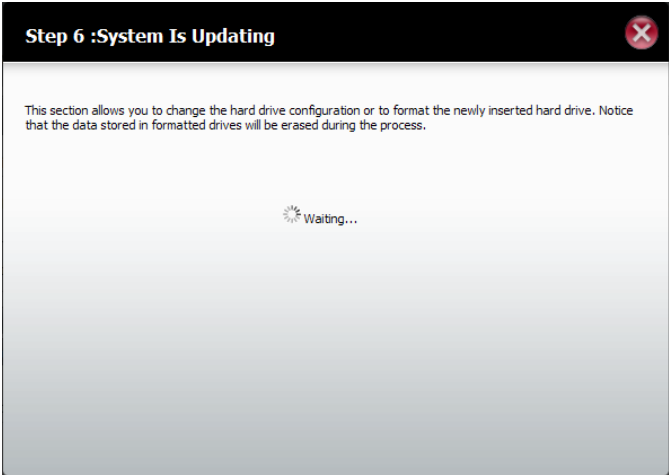 Step 6 :System Is Updating
This section allows you to change the hard drive configuration or to format the newly inserted hard drive. Notice
that the data stored in formatted drives will be erased during the process.
Waiting...